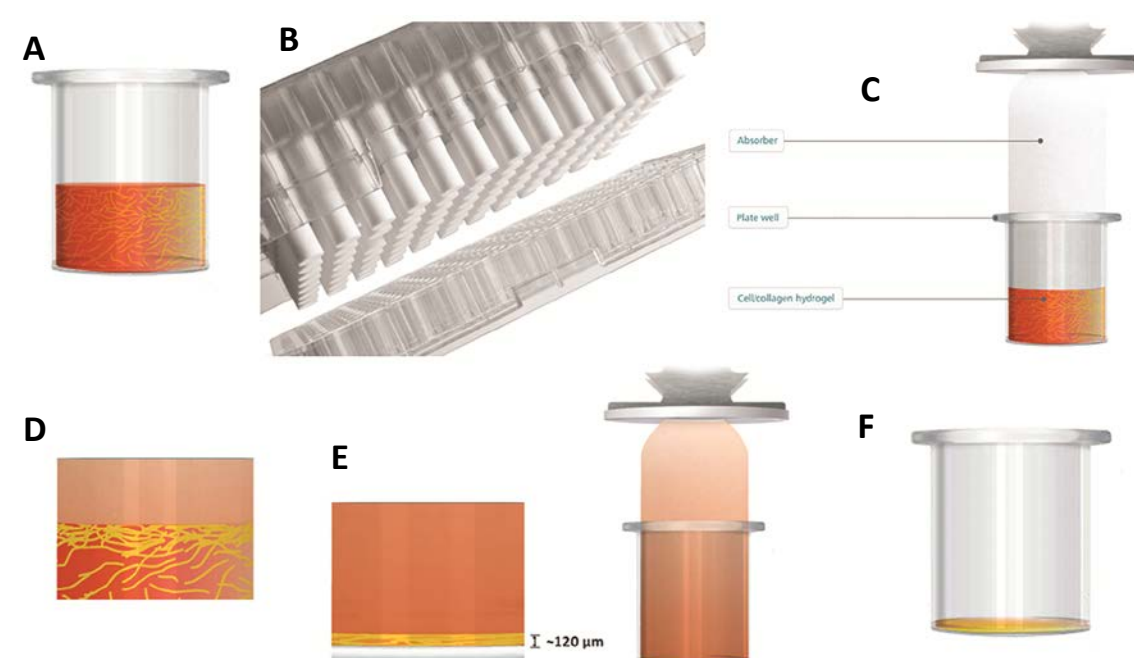 A
B
C
Absorber
Plate well
Cell/collagen hydrogel
D
E
~120 µm
F